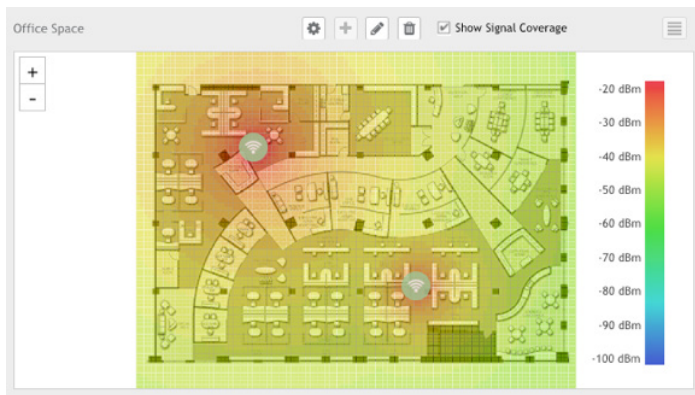 Office Space
Show Signal Coverage
+
-
-20 dBm
-30 dBm
-40 dBm
-50 dBm
-60 dBm
-70 dBm
-80 dBm
-90 dBm
-100 dBm